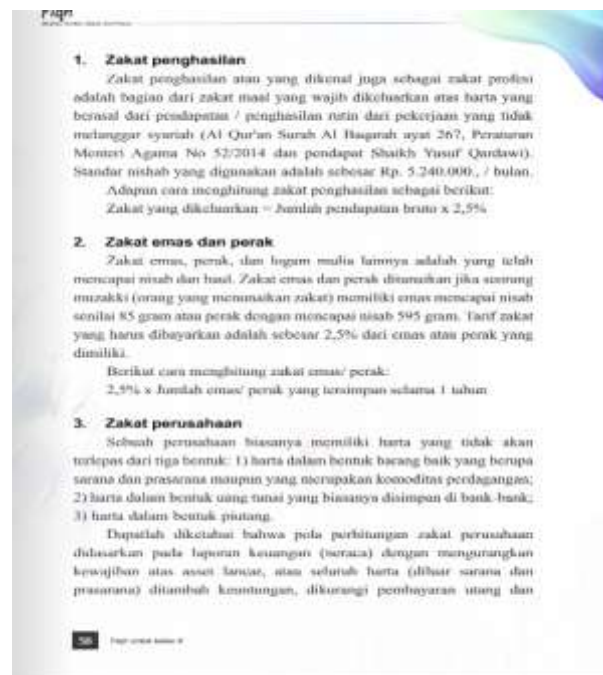 Fiqih
1. Zakat penghasilan
Zakat penghasilan atau yang dikenal juga sebagai zakat profesi
adalah bagian dari zakat maal yang wajib dikeluarkan atas harta yang
berasal dari pendapatan / penghasilan rutin dari pekerjaan yang tidak
melanggar syariah (Al Qur'an Surah Al Baqarah ayat 267, Peraturan
Menteri Agama No 52/2014 dan pendapat Shaikh Yusuf Qardawi).
Standar nishab yang digunakan adalah sebesar Rp. 5.240.000., / bulan.
Adapun cara menghitung zakat penghasilan sebagai berikut:
Zakat yang dikeluarkan = Jumlah pendapatan bruto x 2,5%
2. Zakat emas dan perak
Zakat emas, perak, dan logam mulia lainnya adalah yang telah
mencapai nisab dan haul. Zakat emas dan perak ditunaikan jika seorang
muzakki (orang yang menunaikan zakat) memiliki emas mencapai nisab
senilai 85 gram atau perak dengan mencapai nisab 595 gram. Tarif zakat
yang harus dibayarkan adalah sebesar 2,5% dari emas atau perak yang
dimiliki.
Berikut cara menghitung zakat emas/ perak:
2,5% x Jumlah emas/ perak yang tersimpan selama 1 tahun
3. Zakat perusahaan
Sebuah perusahaan biasanya memiliki harta yang tidak akan
terlepas dari tiga bentuk: 1) harta dalam bentuk barang baik yang berupa
sarana dan prasarana maupun yang merupakan komoditas perdagangan;
2) harta dalam bentuk uang tunai yang biasanya disimpan di bank-bank;
3) harta dalam bentuk piutang.
Dapatlah diketahui bahwa pola perhitungan zakat perusahaan
didasarkan pada laporan keuangan (neraca) dengan mengurangkan
kewajiban atas asset lancar, atau seluruh harta (diluar sarana dan
prasarana) ditambah keuntungan, dikurangi pembayaran utang dan
58 Fiqih untuk kelas X